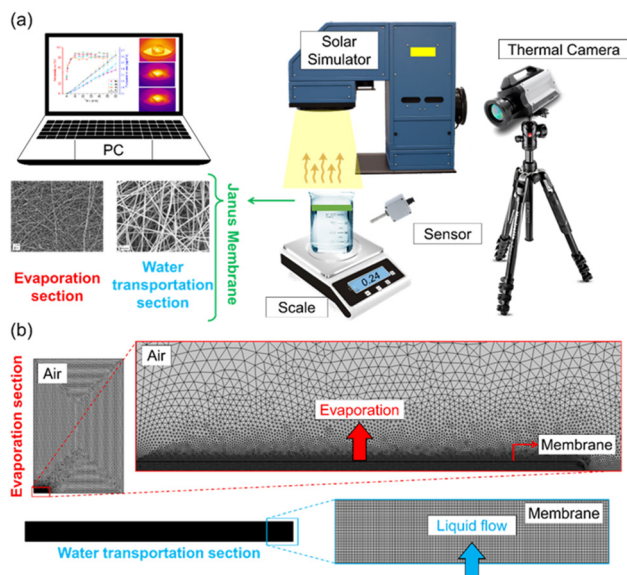 (a)
Solar
Simulator
Thermal Camera
PC
Janus Membrane
Sensor
Evaporation
section
Water
transportation
section
Scale
0.24
(b)
Evaporation section
Air
Air
Evaporation
Membrane
Membrane
Liquid flow
Water transportation section